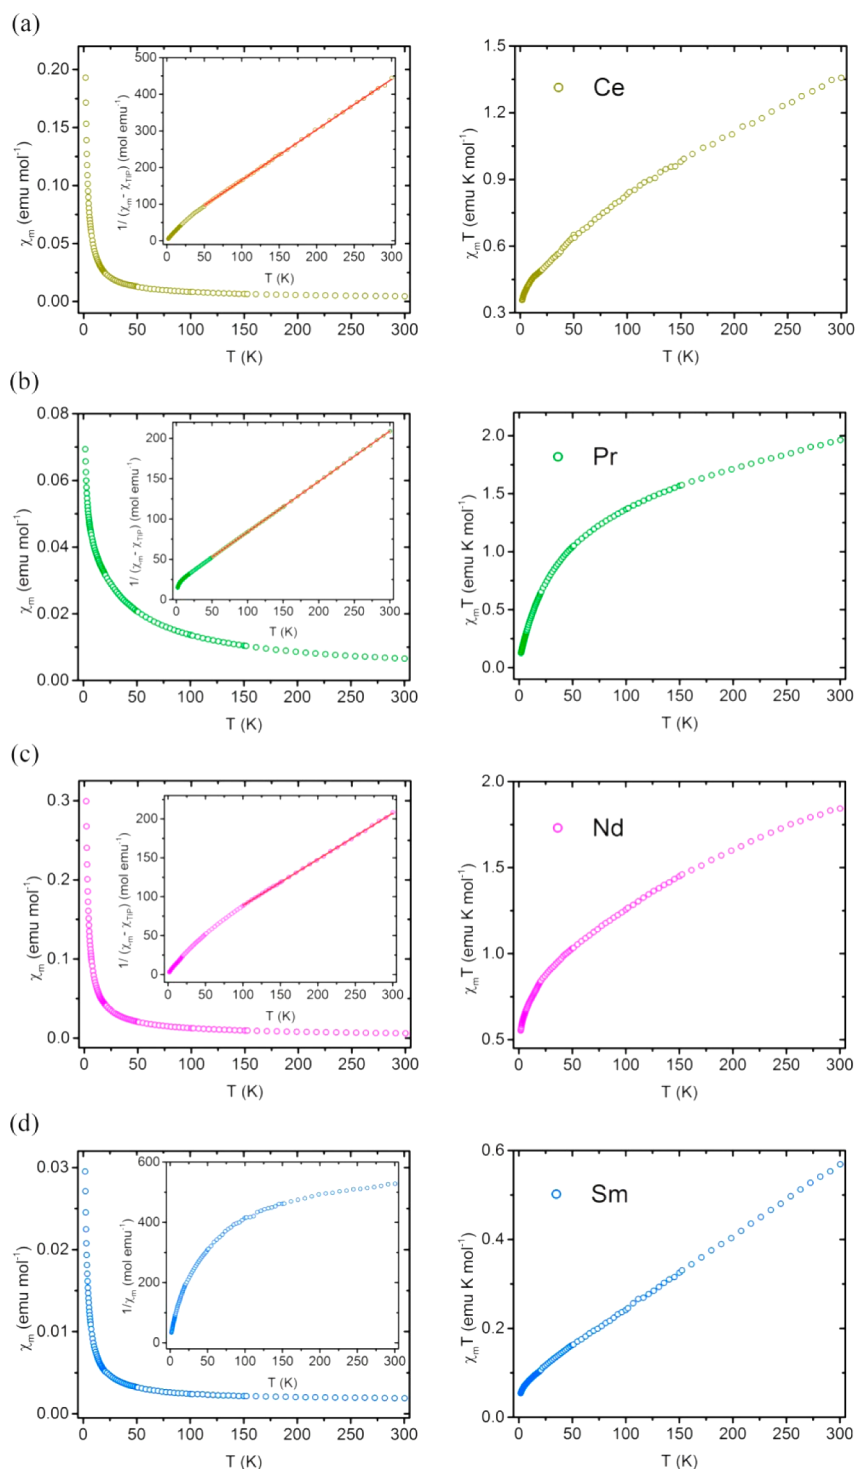 (a)
0.20
0.15
0.10
0.05
0.00
χm (emu mol-1)
0 50 100 150 200 250 300
T (K)
500
400
300
200
100
0
1/ (χm - χTIP) (mol emu-1)
0 50 100 150 200 250 300
T (K)
1.5
1.2
0.9
0.6
0.3
χmT (emu K mol-1)
Ce
0 50 100 150 200 250 300
T (K)
(b)
0.08
0.06
0.04
0.02
0.00
χm (emu mol-1)
0 50 100 150 200 250 300
T (K)
200
150
100
50
0
1/ (χm - χTIP) (mol emu-1)
0 50 100 150 200 250 300
T (K)
2.0
1.5
1.0
0.5
0.0
χmT (emu K mol-1)
Pr
0 50 100 150 200 250 300
T (K)
(c)
0.3
0.2
0.1
0.0
χm (emu mol-1)
0 50 100 150 200 250 300
T (K)
200
150
100
50
0
1/ (χm - χTIP) (mol emu-1)
0 50 100 150 200 250 300
T (K)
2.0
1.5
1.0
0.5
χmT (emu K mol-1)
Nd
0 50 100 150 200 250 300
T (K)
(d)
0.03
0.02
0.01
0.00
χm (emu mol-1)
0 50 100 150 200 250 300
T (K)
600
400
200
0
1/χm (mol emu-1)
0 50 100 150 200 250 300
T (K)
0.6
0.4
0.2
0.0
χmT (emu K mol-1)
Sm
0 50 100 150 200 250 300
T (K)